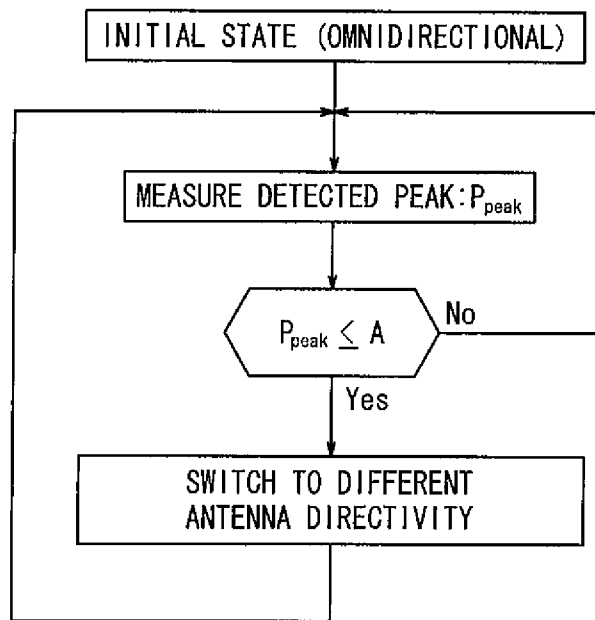 INITIAL STATE (OMNIDIRECTIONAL)
MEASURE DETECTED PEAK:Ppeak
Ppeak ≤ A
No
Yes
SWITCH TO DIFFERENT
ANTENNA DIRECTIVITY